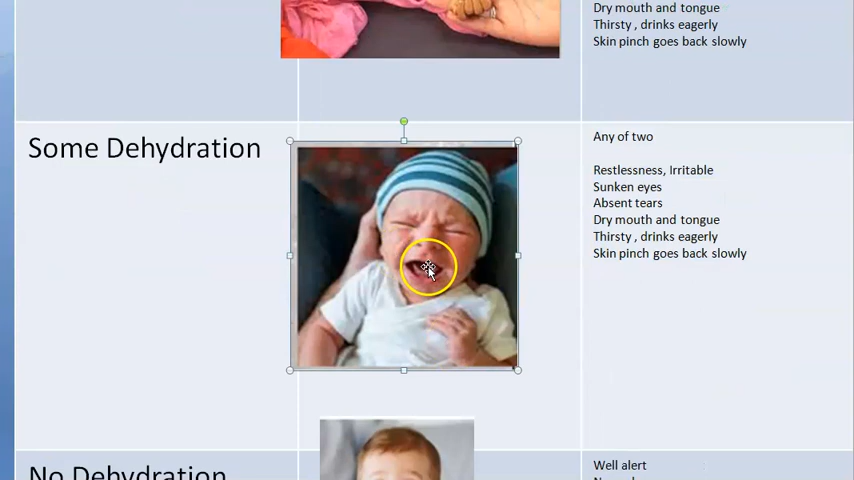 Dry mouth and tongue
Thirsty , drinks eagerly
Skin pinch goes back slowly
Some Dehydration
Any of two
Restlessness, Irritable
Sunken eyes
Absent tears
Dry mouth and tongue
Thirsty , drinks eagerly
Skin pinch goes back slowly
No Dehydration
Well alert